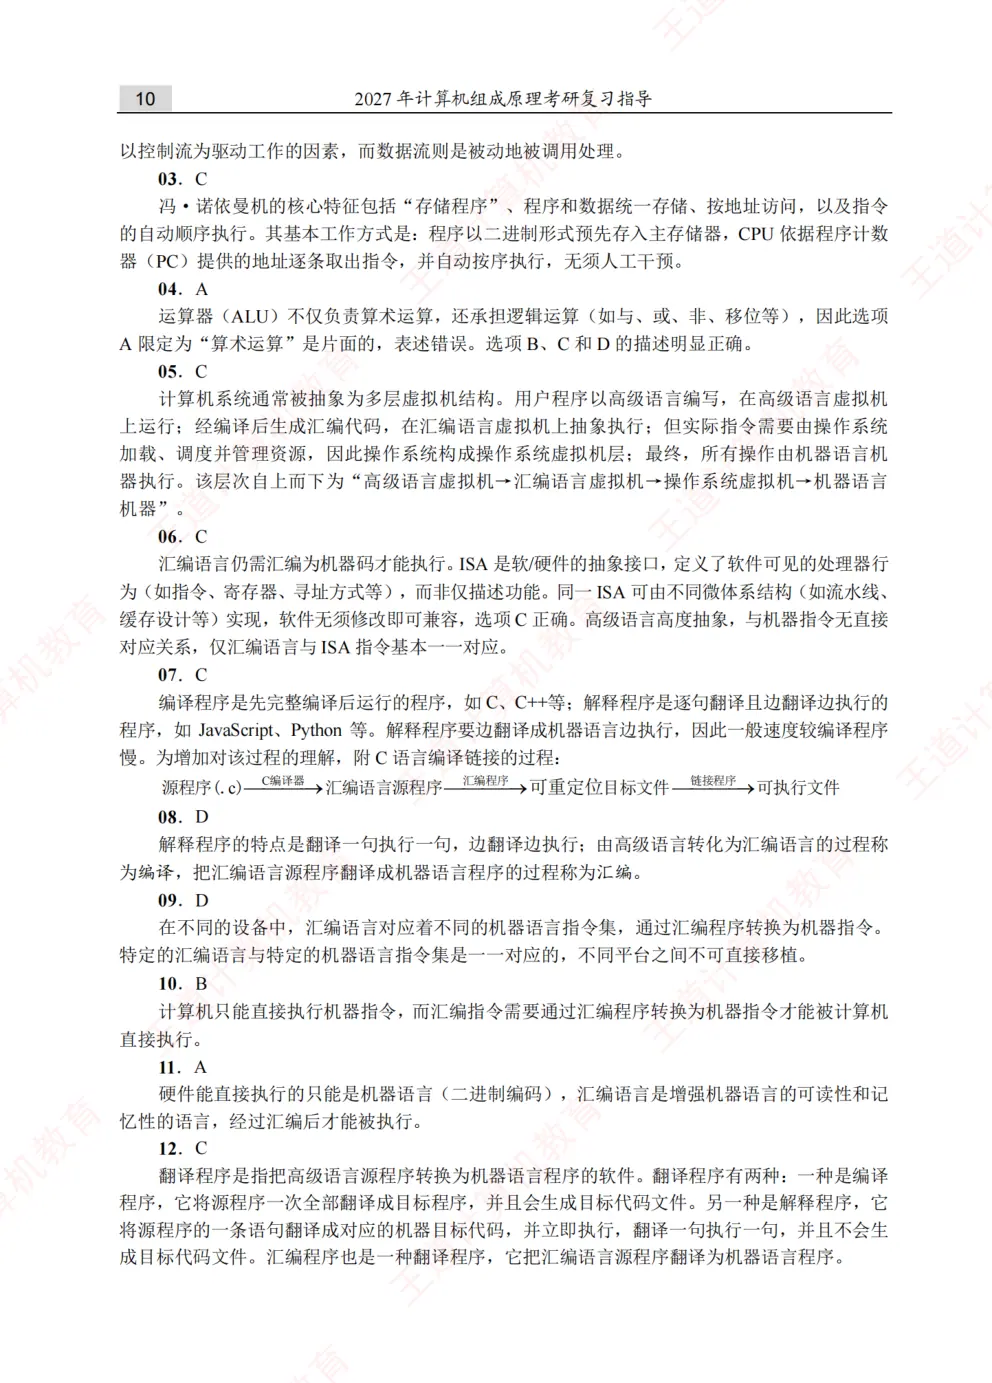 10
2027 年计算机组成原理考研复习指导
以控制流为驱动工作的因素，而数据流则是被动地被调用处理。
03．C
冯·诺依曼机的核心特征包括“存储程序”、程序和数据统一存储、按地址访问，以及指令
的自动顺序执行。其基本工作方式是：程序以二进制形式预先存入主存储器，CPU 依据程序计数
器（PC）提供的地址逐条取出指令，并自动按序执行，无须人工干预。
04．A
运算器（ALU）不仅负责算术运算，还承担逻辑运算（如与、或、非、移位等），因此选项
A 限定为“算术运算”是片面的，表述错误。选项 B、C 和 D 的描述明显正确。
05．C
计算机系统通常被抽象为多层虚拟机结构。用户程序以高级语言编写，在高级语言虚拟机
上运行；经编译后生成汇编代码，在汇编语言虚拟机上抽象执行；但实际指令需要由操作系统
加载、调度并管理资源，因此操作系统构成操作系统虚拟机层；最终，所有操作由机器语言机
器执行。该层次自上而下为“高级语言虚拟机→汇编语言虚拟机→操作系统虚拟机→机器语言
机器”。
06．C
汇编语言仍需汇编为机器码才能执行。ISA 是软/硬件的抽象接口，定义了软件可见的处理器行
为（如指令、寄存器、寻址方式等），而非仅描述功能。同一 ISA 可由不同微体系结构（如流水线、
缓存设计等）实现，软件无须修改即可兼容，选项 C 正确。高级语言高度抽象，与机器指令无直接
对应关系，仅汇编语言与 ISA 指令基本一一对应。
07．C
编译程序是先完整编译后运行的程序，如 C、C++等；解释程序是逐句翻译且边翻译边执行的
程序，如 JavaScript、Python 等。解释程序要边翻译成机器语言边执行，因此一般速度较编译程序
慢。为增加对该过程的理解，附 C 语言编译链接的过程：
源程序(.c) C编译器→汇编语言源程序 汇编程序→可重定位目标文件 链接程序→可执行文件
08．D
解释程序的特点是翻译一句执行一句，边翻译边执行；由高级语言转化为汇编语言的过程称
为编译，把汇编语言源程序翻译成机器语言程序的过程称为汇编。
09．D
在不同的设备中，汇编语言对应着不同的机器语言指令集，通过汇编程序转换为机器指令。
特定的汇编语言与特定的机器语言指令集是一一对应的，不同平台之间不可直接移植。
10．B
计算机只能直接执行机器指令，而汇编指令需要通过汇编程序转换为机器指令才能被计算机
直接执行。
11．A
硬件能直接执行的只能是机器语言（二进制编码），汇编语言是增强机器语言的可读性和记
忆性的语言，经过汇编后才能被执行。
12．C
翻译程序是指把高级语言源程序转换为机器语言程序的软件。翻译程序有两种：一种是编译
程序，它将源程序一次全部翻译成目标程序，并且会生成目标代码文件。另一种是解释程序，它
将源程序的一条语句翻译成对应的机器目标代码，并立即执行，翻译一句执行一句，并且不会生
成目标代码文件。汇编程序也是一种翻译程序，它把汇编语言源程序翻译为机器语言程序。